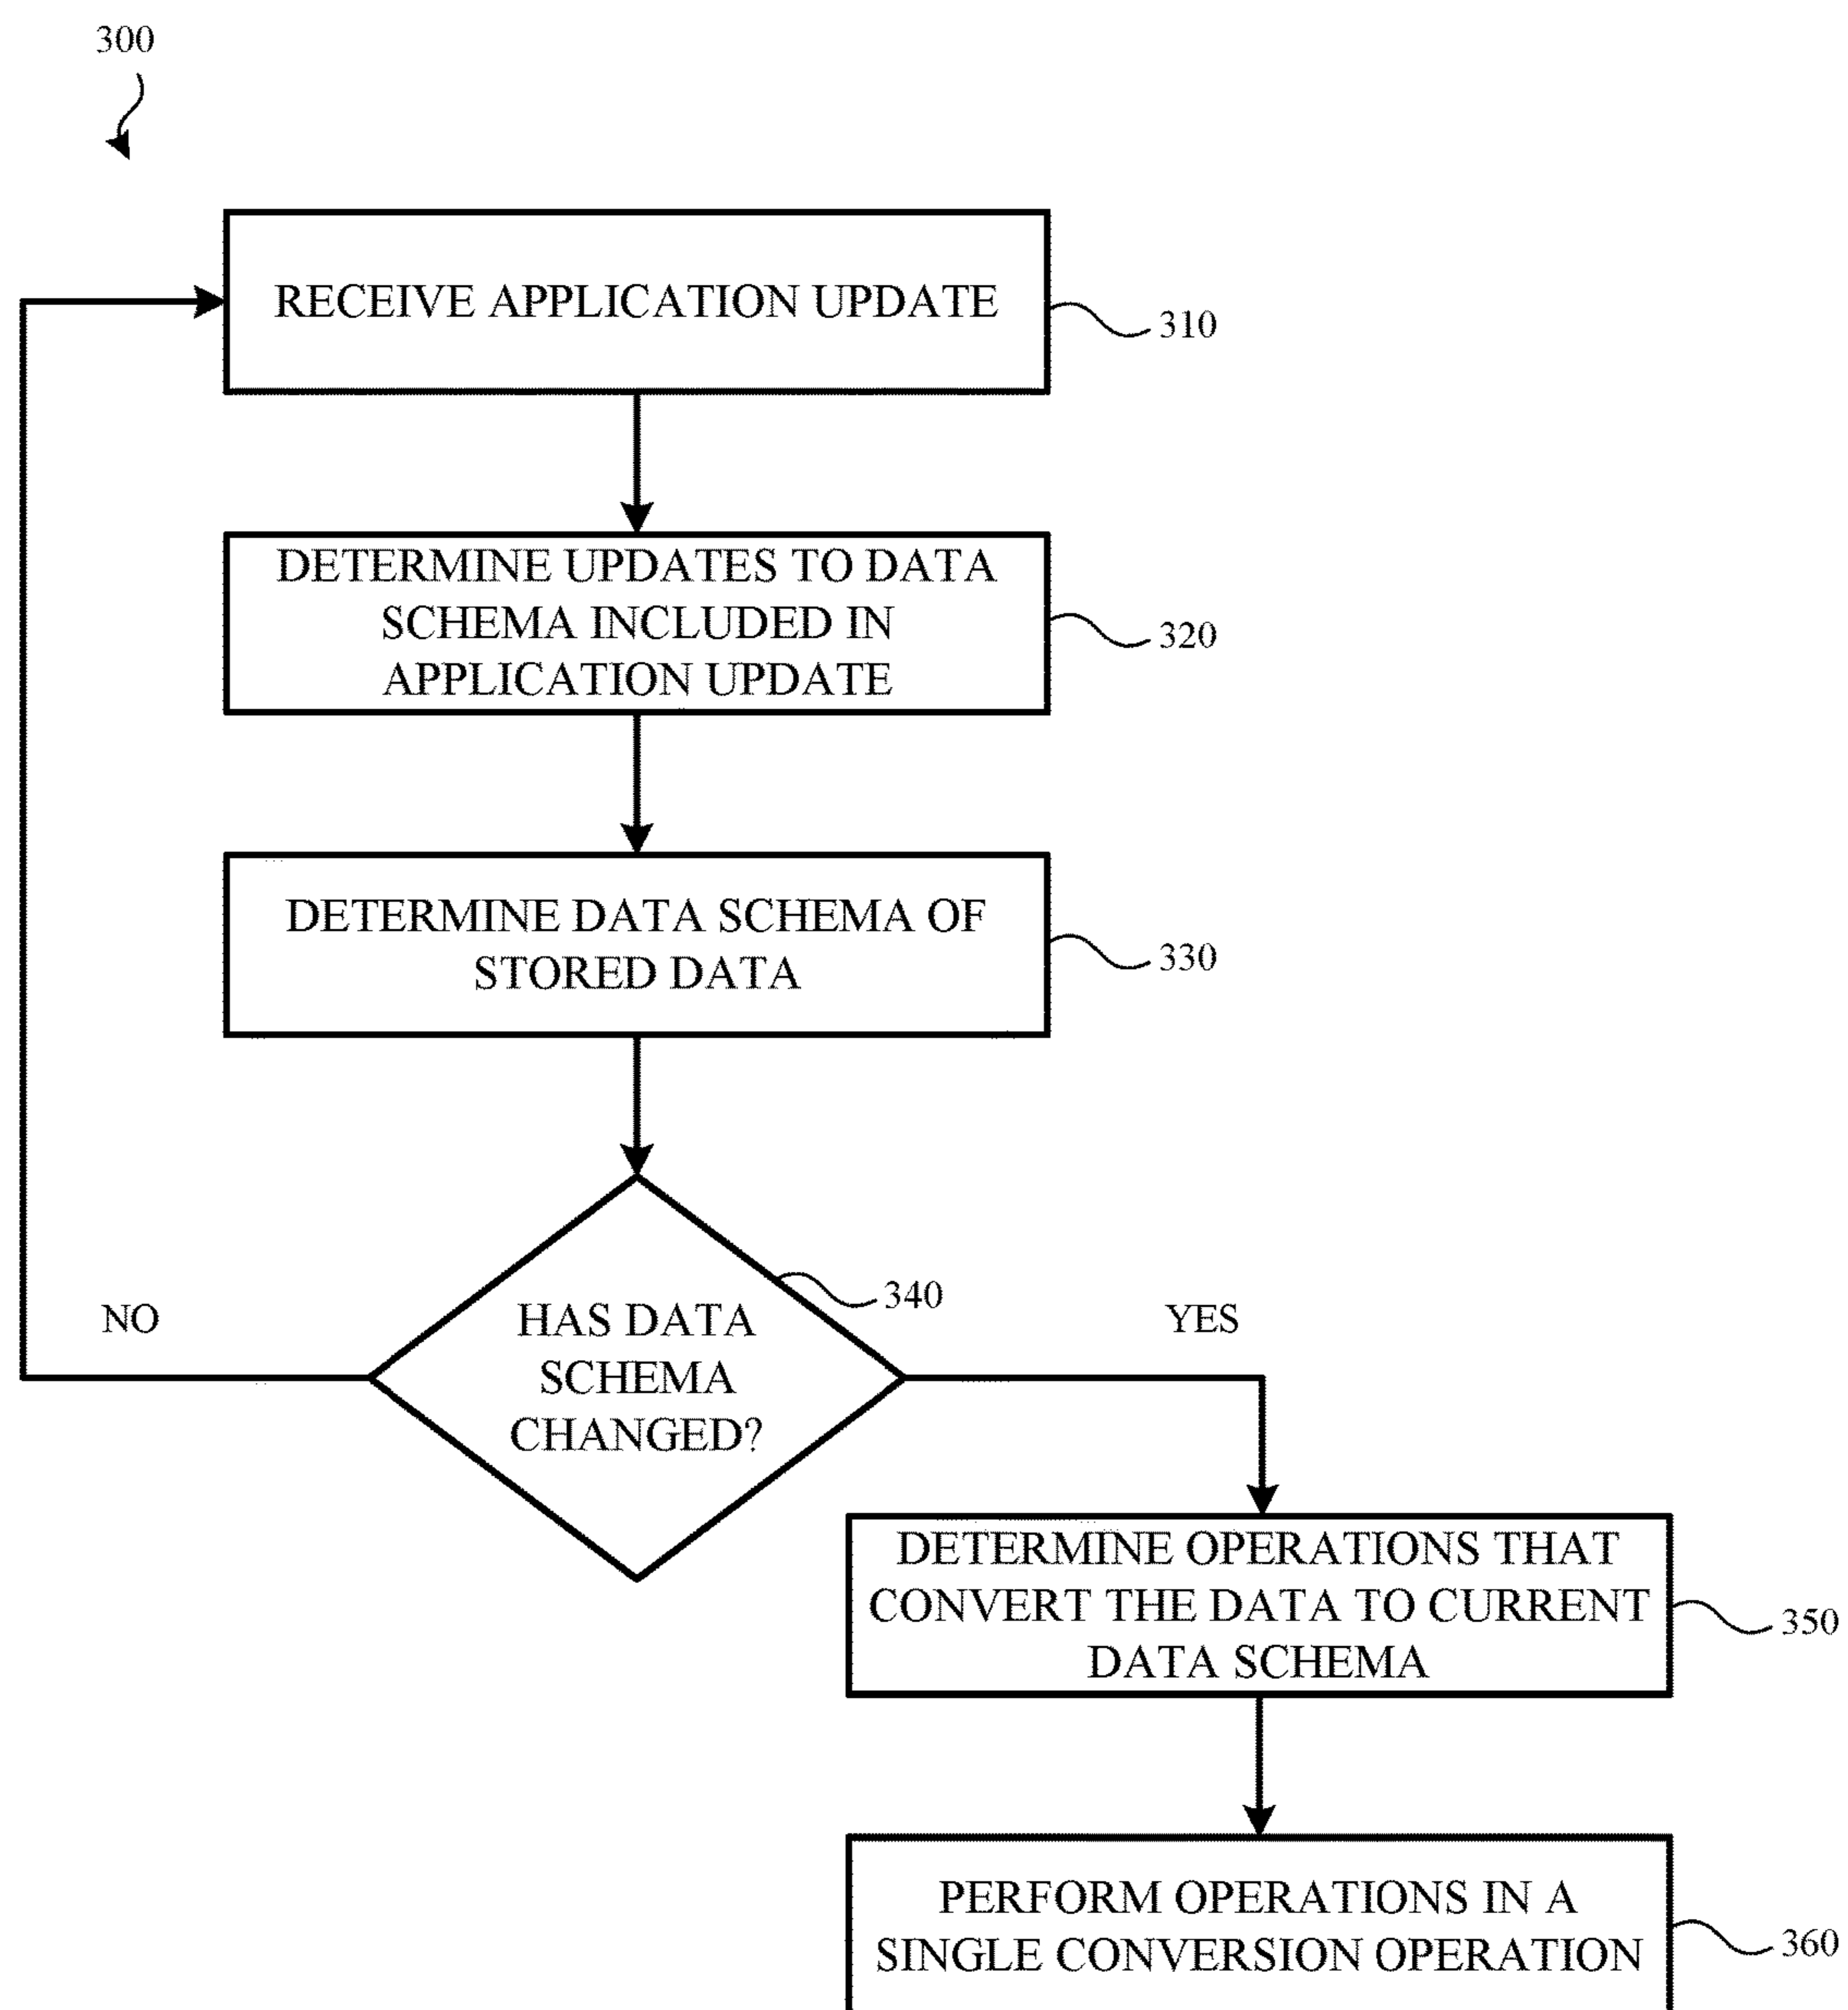 300
RECEIVE APPLICATION UPDATE
310
DETERMINE UPDATES TO DATA
SCHEMA INCLUDED IN
APPLICATION UPDATE
320
DETERMINE DATA SCHEMA OF
STORED DATA
330
HAS DATA
SCHEMA
CHANGED?
340
NO
YES
DETERMINE OPERATIONS THAT
CONVERT THE DATA TO CURRENT
DATA SCHEMA
350
PERFORM OPERATIONS IN A
SINGLE CONVERSION OPERATION
360